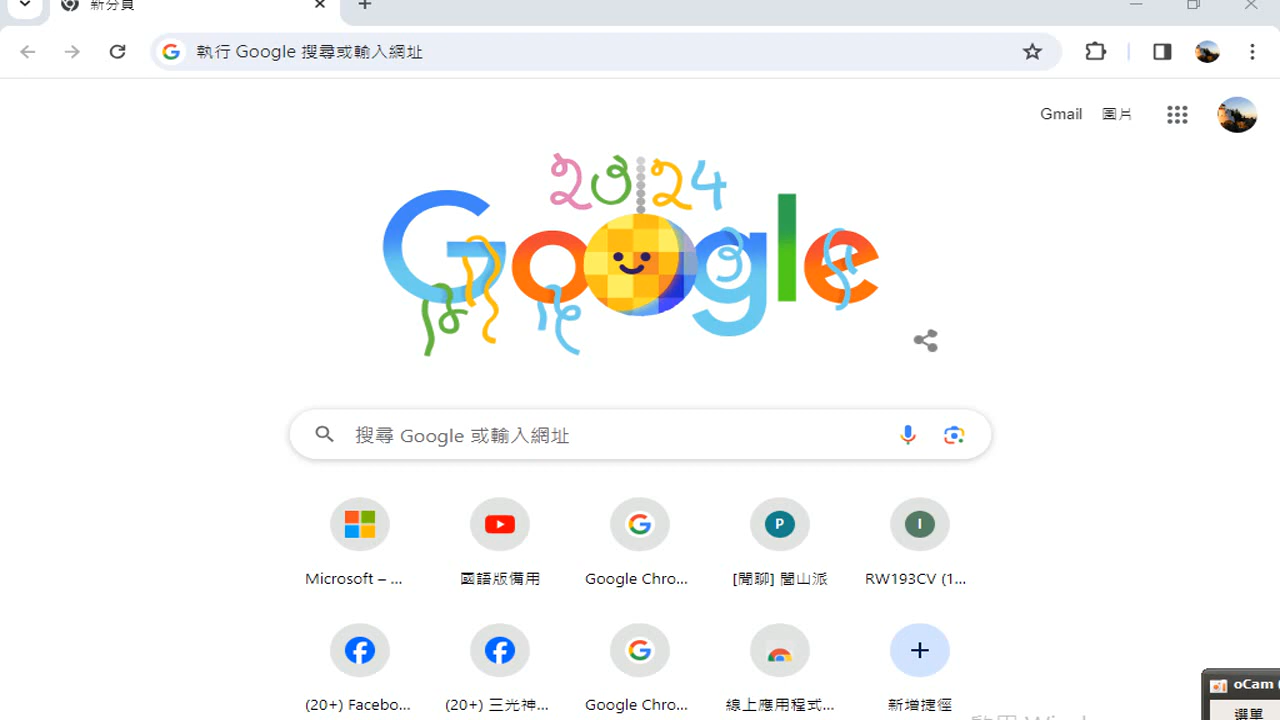 新分頁
執行 Google 搜尋或輸入網址
Gmail 圖片
23 24
Google
搜尋 Google 或輸入網址
Microsoft – ...
國語版備用
Google Chro...
P
[閒聊] 閭山派
I
RW193CV (1...
(20+) Facebo...
(20+) 三光神...
Google Chro...
線上應用程式...
新增捷徑
oCam (
選單